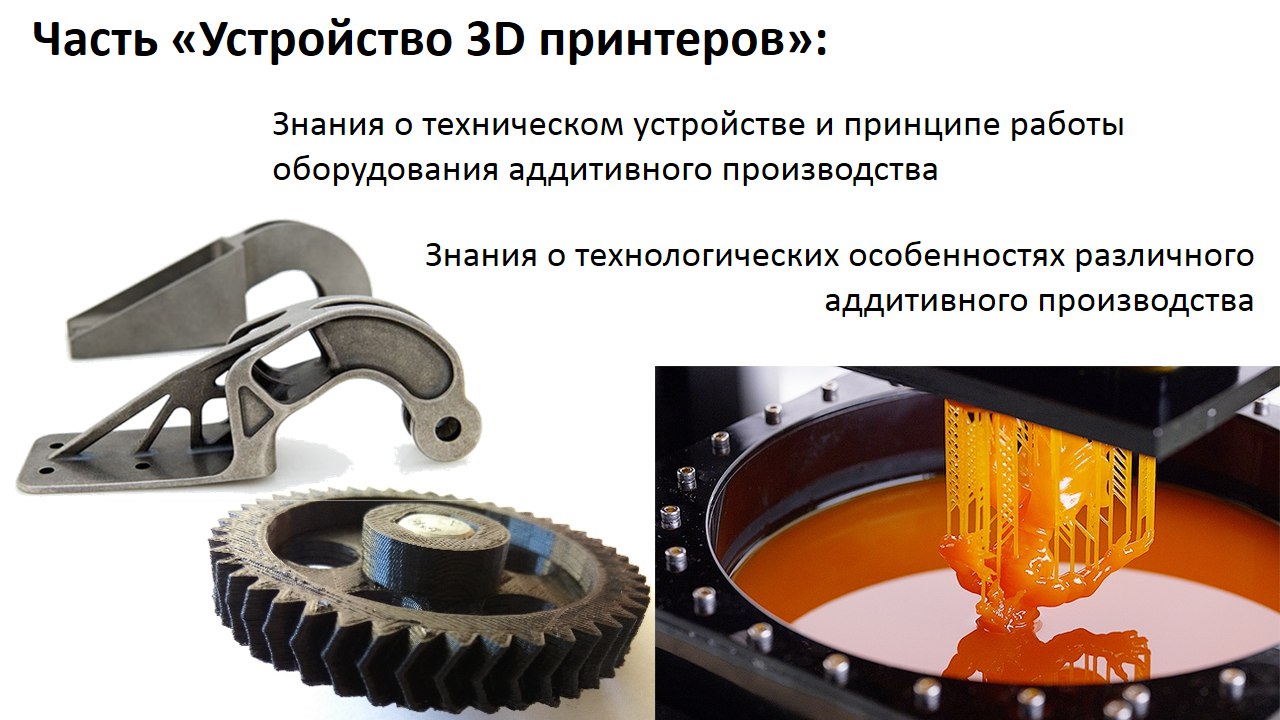 Часть «Устройство 3D принтеров»:
Знания о техническом устройстве и принципе работы
оборудования аддитивного производства
Знания о технологических особенностях различного
аддитивного производства